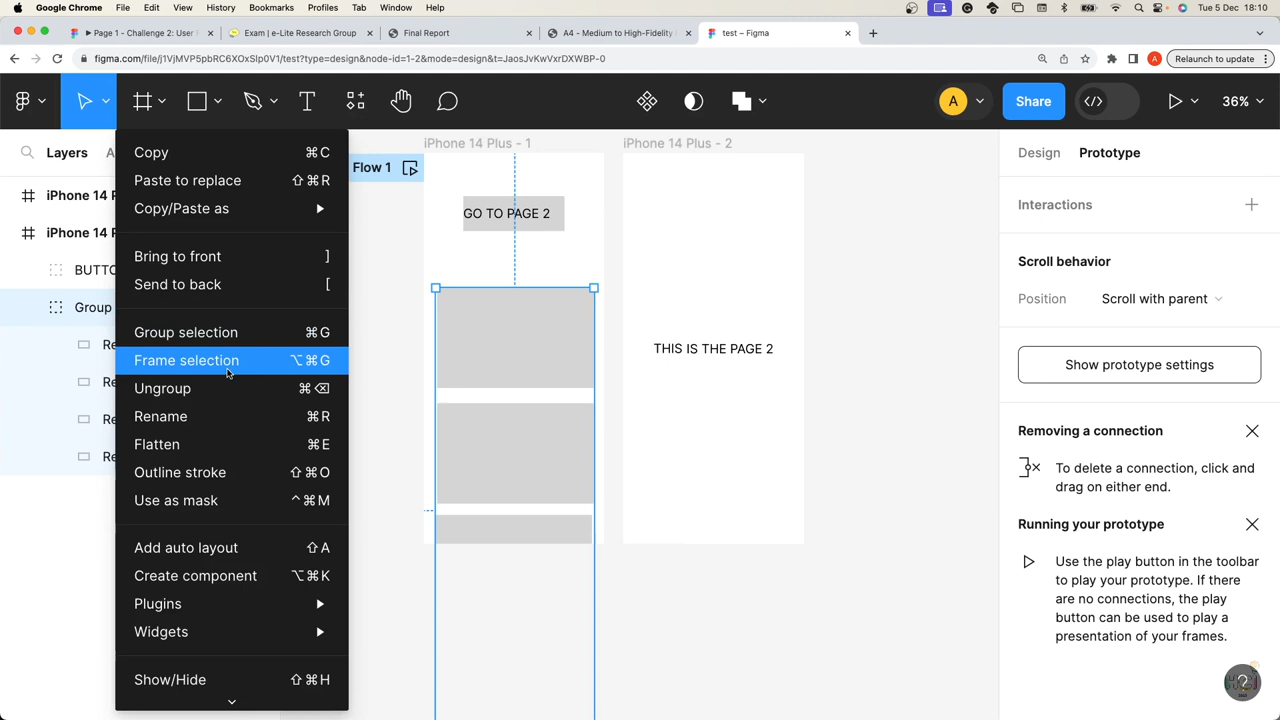 Google Chrome File Edit View History Bookmarks Profiles Tab Window Help Tue Dec 26 18:10
Page 1 - Challenge 2: User
Exam | e-Lite Research Group
Final Report
A4 - Medium to High-Fidelity
test – Figma
figma.com/file/j1VjMVP5pbRC6XOxSlp0V1/test?type=design&node-id=1-2&mode=design&t=JaosJvKwVxrDXWBP-0
A
Relaunch to update
A
Share
36%
Layers
A
iPhone 14 P
iPhone 14 P
BUTTO
Group
Re
Re
Re
Re
Copy ⌘C
Paste to replace ⇧⌘R
Copy/Paste as
Bring to front ]
Send to back [
Group selection ⌘G
Frame selection ⌥⌘G
Ungroup ⌘⌫
Rename ⌘R
Flatten ⌘E
Outline stroke ⇧⌘O
Use as mask ^⌘M
Add auto layout ⇧A
Create component ⌥⌘K
Plugins
Widgets
Show/Hide ⇧⌘H
Flow 1
iPhone 14 Plus - 1
GO TO PAGE 2
iPhone 14 Plus - 2
THIS IS THE PAGE 2
Design Prototype
Interactions
Scroll behavior
Position Scroll with parent
Show prototype settings
Removing a connection
To delete a connection, click and
drag on either end.
Running your prototype
Use the play button in the toolbar
to play your prototype. If there
are no connections, the play
button can be used to play a
presentation of your frames.
?